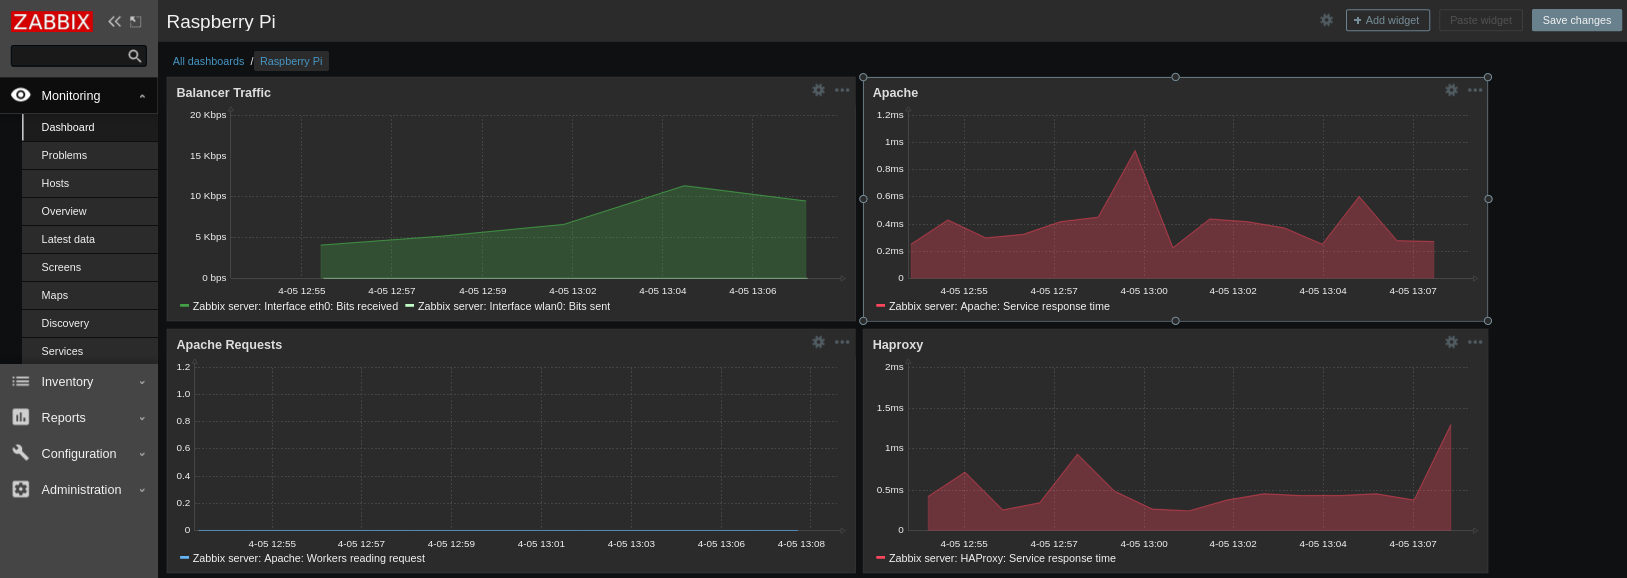 ZABBIX
Raspberry Pi
+ Add widget
Paste widget
Save changes
All dashboards / Raspberry Pi
Monitoring
Dashboard
Problems
Hosts
Overview
Latest data
Screens
Maps
Discovery
Services
Inventory
Reports
Configuration
Administration
Balancer Traffic
20 Kbps
15 Kbps
10 Kbps
5 Kbps
0 bps
4-05 12:55 4-05 12:57 4-05 12:59 4-05 13:02 4-05 13:04 4-05 13:06
Zabbix server: Interface eth0: Bits received Zabbix server: Interface wlan0: Bits sent
Apache
1.2ms
1ms
0.8ms
0.6ms
0.4ms
0.2ms
0
4-05 12:55 4-05 12:57 4-05 13:00 4-05 13:02 4-05 13:04 4-05 13:07
Zabbix server: Apache: Service response time
Apache Requests
1.2
1.0
0.8
0.6
0.4
0.2
0
4-05 12:55 4-05 12:57 4-05 12:59 4-05 13:01 4-05 13:03 4-05 13:06 4-05 13:08
Zabbix server: Apache: Workers reading request
Haproxy
2ms
1.5ms
1ms
0.5ms
0
4-05 12:55 4-05 12:57 4-05 13:00 4-05 13:02 4-05 13:04 4-05 13:07
Zabbix server: HAProxy: Service response time